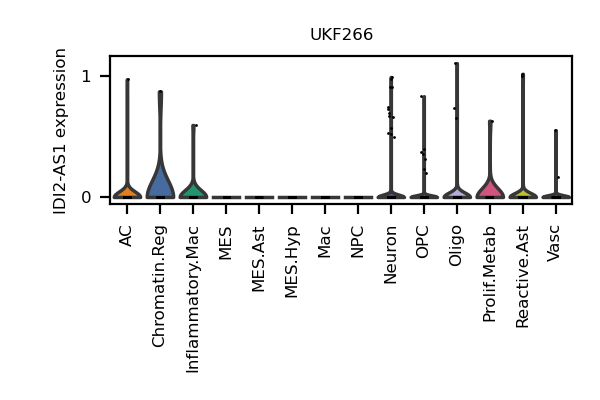 UKF266
IDI2-AS1 expression
1
0
AC
Chromatin.Reg
Inflammatory.Mac
MES
MES.Ast
MES.Hyp
Mac
NPC
Neuron
OPC
Oligo
Prolif.Metab
Reactive.Ast
Vasc